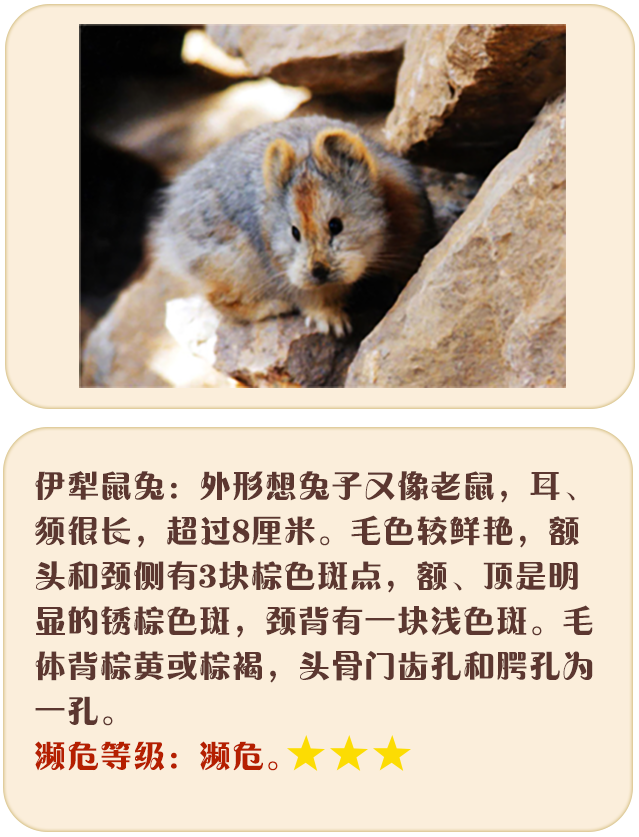 伊犁鼠兔：外形想兔子又像老鼠，耳、
须很长，超过8厘米。毛色较鲜艳，额
头和颈侧有3块棕色斑点，额、顶是明
显的锈棕色斑，颈背有一块浅色斑。毛
体背棕黄或棕褐，头骨门齿孔和腭孔为
一孔。
濒危等级：濒危。